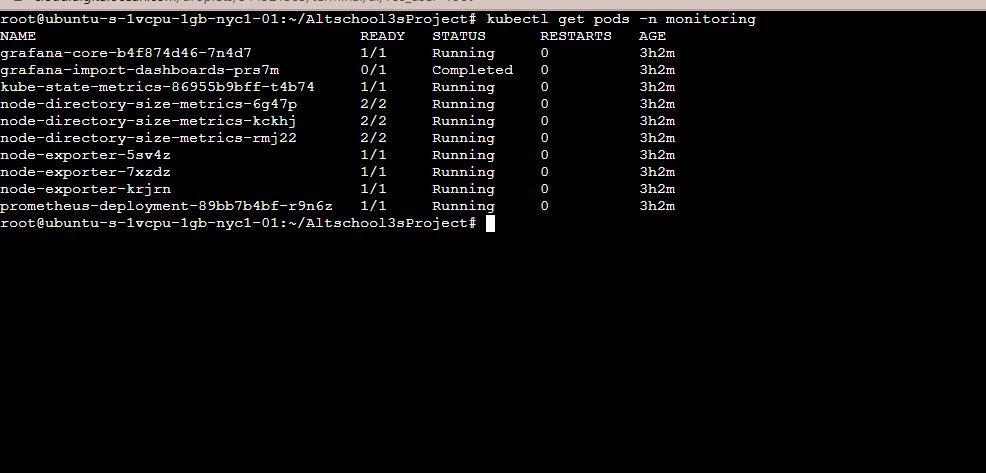 root@ubuntu-s-1vcpu-1gb-nyc1-01:~/Altschool3sProject# kubectl get pods -n monitoring
NAME READY STATUS RESTARTS AGE
grafana-core-b4f874d46-7n4d7 1/1 Running 0 3h2m
grafana-import-dashboards-prs7m 0/1 Completed 0 3h2m
kube-state-metrics-86955b9bff-t4b74 1/1 Running 0 3h2m
node-directory-size-metrics-6g47p 2/2 Running 0 3h2m
node-directory-size-metrics-kckhj 2/2 Running 0 3h2m
node-directory-size-metrics-rmj22 2/2 Running 0 3h2m
node-exporter-5sv4z 1/1 Running 0 3h2m
node-exporter-7xzdz 1/1 Running 0 3h2m
node-exporter-krjrn 1/1 Running 0 3h2m
prometheus-deployment-89bb7b4bf-r9n6z 1/1 Running 0 3h2m
root@ubuntu-s-1vcpu-1gb-nyc1-01:~/Altschool3sProject#